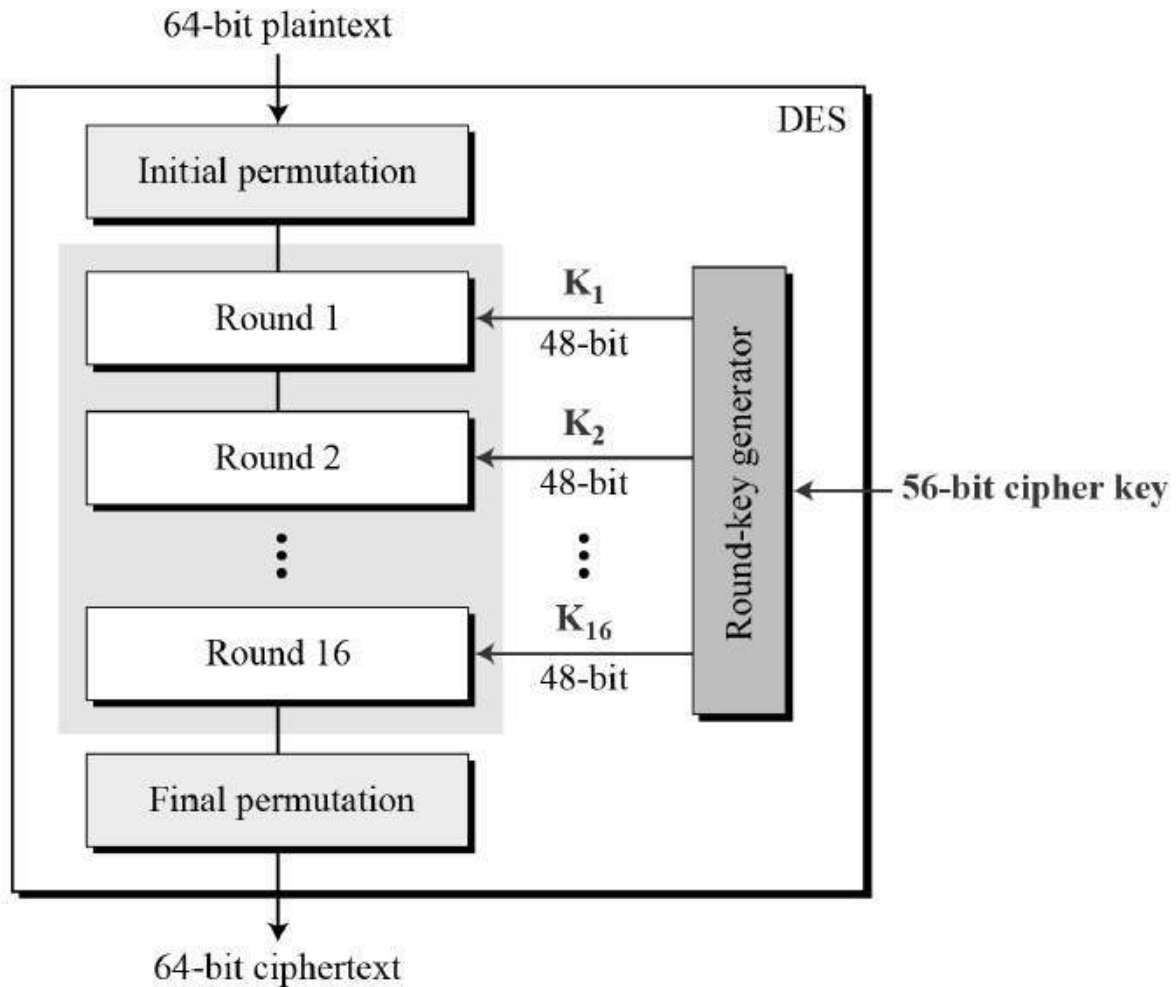 64-bit plaintext
DES
Initial permutation
Round 1
K₁
48-bit
Round 2
K₂
48-bit
Round-key generator
56-bit cipher key
Round 16
K₁₆
48-bit
Final permutation
64-bit ciphertext